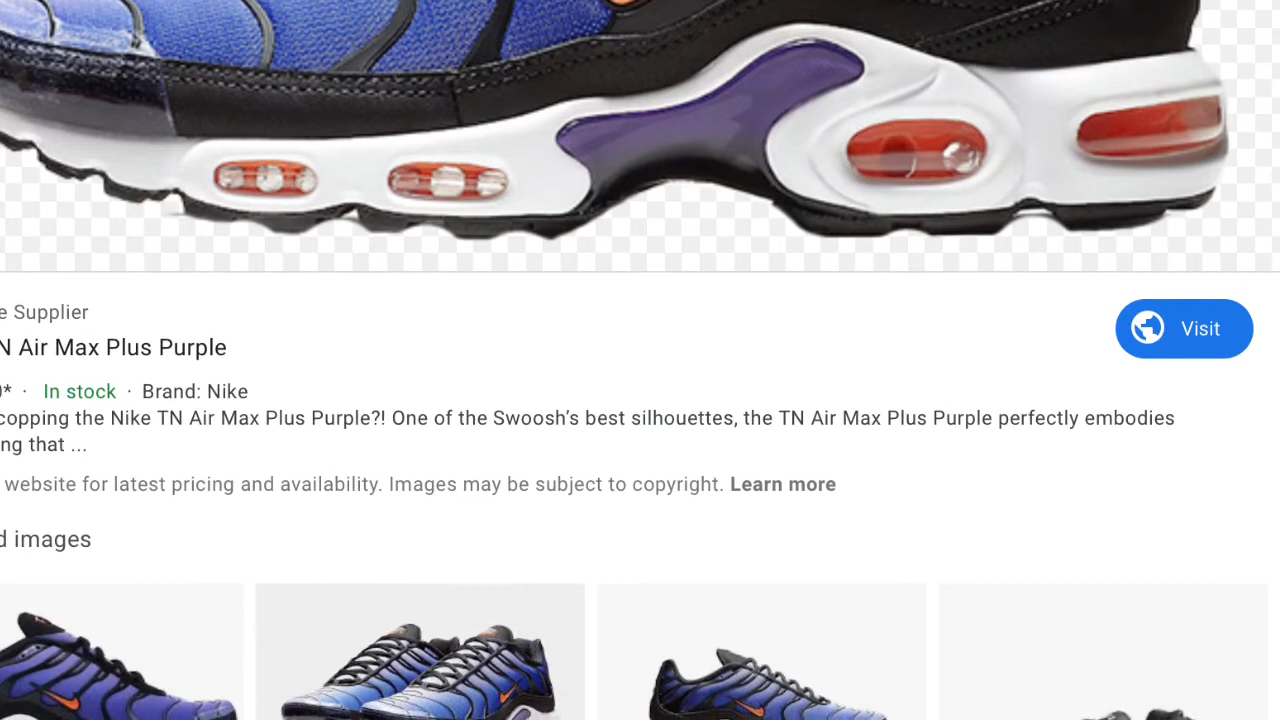 e Supplier
Visit
N Air Max Plus Purple
0* · In stock · Brand: Nike
copping the Nike TN Air Max Plus Purple?! One of the Swoosh’s best silhouettes, the TN Air Max Plus Purple perfectly embodies
ng that ...
website for latest pricing and availability. Images may be subject to copyright. Learn more
d images